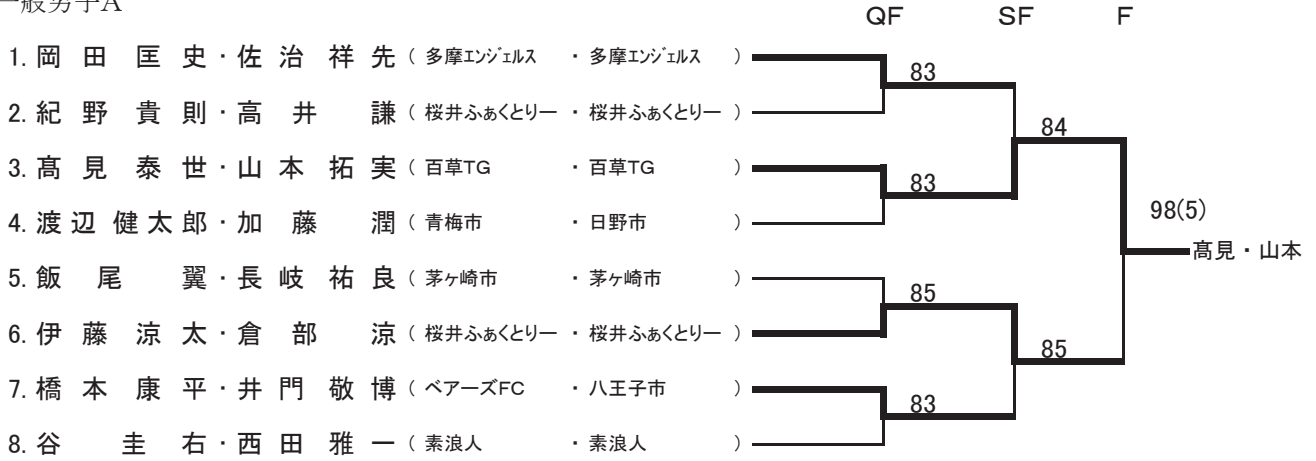 一般男子A
QF SF F
1. 岡田 匡史・佐治 祥先 ( 多摩エンジェルス ・ 多摩エンジェルス )
83
2. 紀野 貴則・高井 謙 ( 桜井ふぁくとりー ・ 桜井ふぁくとりー )
84
3. 髙見 泰世・山本 拓実 ( 百草TG ・ 百草TG )
83
4. 渡辺 健太郎・加藤 潤 ( 青梅市 ・ 日野市 )
98(5)
髙見・山本
5. 飯尾 翼・長岐 祐良 ( 茅ヶ崎市 ・ 茅ヶ崎市 )
85
6. 伊藤 涼太・倉部 涼 ( 桜井ふぁくとりー ・ 桜井ふぁくとりー )
85
7. 橋本 康平・井門 敬博 ( ベアーズFC ・ 八王子市 )
83
8. 谷 圭右・西田 雅一 ( 素浪人 ・ 素浪人 )